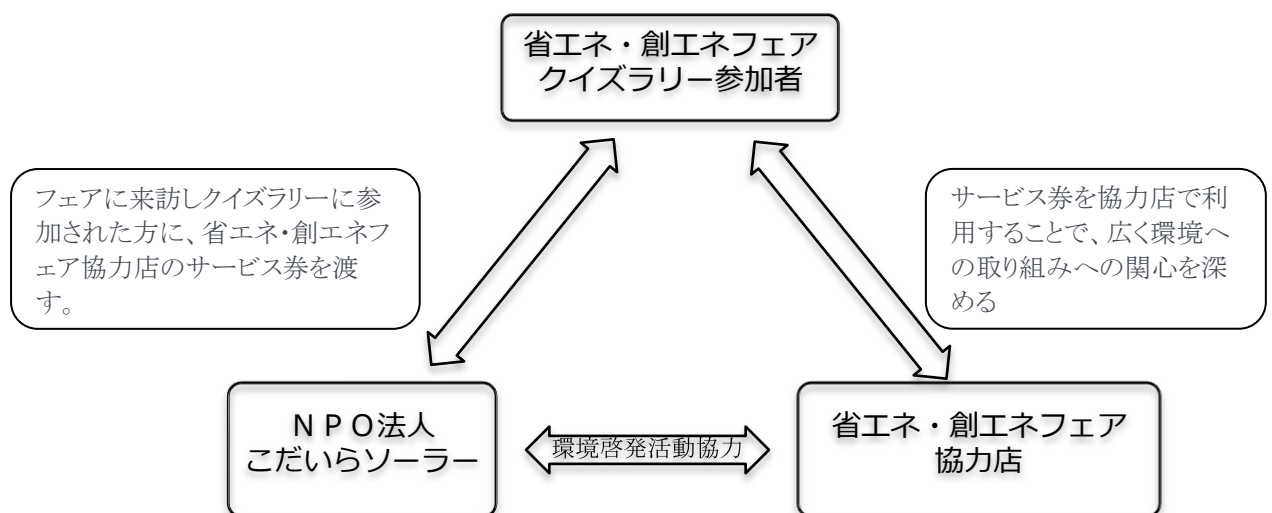 省エネ・創エネフェア
クイズラリー参加者
フェアに来訪しクイズラリーに参
加された方に、省エネ・創エネフ
ェア協力店のサービス券を渡
す。
サービス券を協力店で利
用することで、広く環境へ
の取り組みへの関心を深
める
ＮＰＯ法人
こだいらソーラー
環境啓発活動協力
省エネ・創エネフェア
協力店